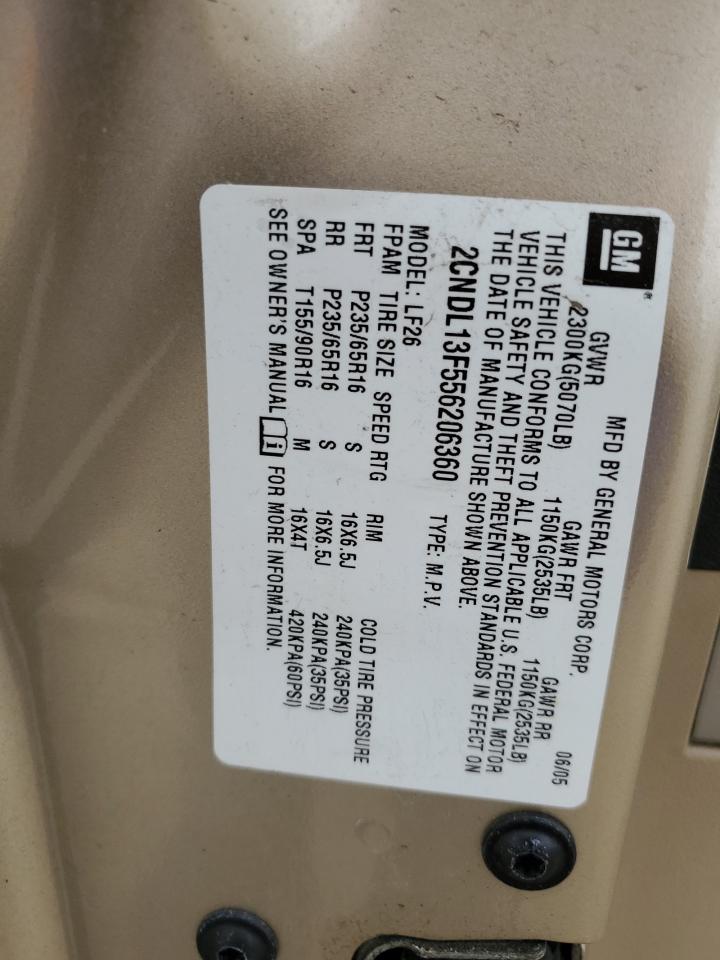 GM
MFD BY GENERAL MOTORS CORP. 06/05
GVWR GAWR FRT GAWR RR
2300KG(5070LB) 1150KG(2535LB) 1150KG(2535LB)
THIS VEHICLE CONFORMS TO ALL APPLICABLE U.S. FEDERAL MOTOR
VEHICLE SAFETY AND THEFT PREVENTION STANDARDS IN EFFECT ON
THE DATE OF MANUFACTURE SHOWN ABOVE.
2CNDL13F556206360 TYPE: M.P.V.
MODEL: LF26
FPAM TIRE SIZE SPEED RTG RIM COLD TIRE PRESSURE
FRT P235/65R16 S 16X6.5J 240KPA(35PSI)
RR P235/65R16 S 16X6.5J 240KPA(35PSI)
SPA T155/90R16 M 16X4T 420KPA(60PSI)
SEE OWNER'S MANUAL i FOR MORE INFORMATION.